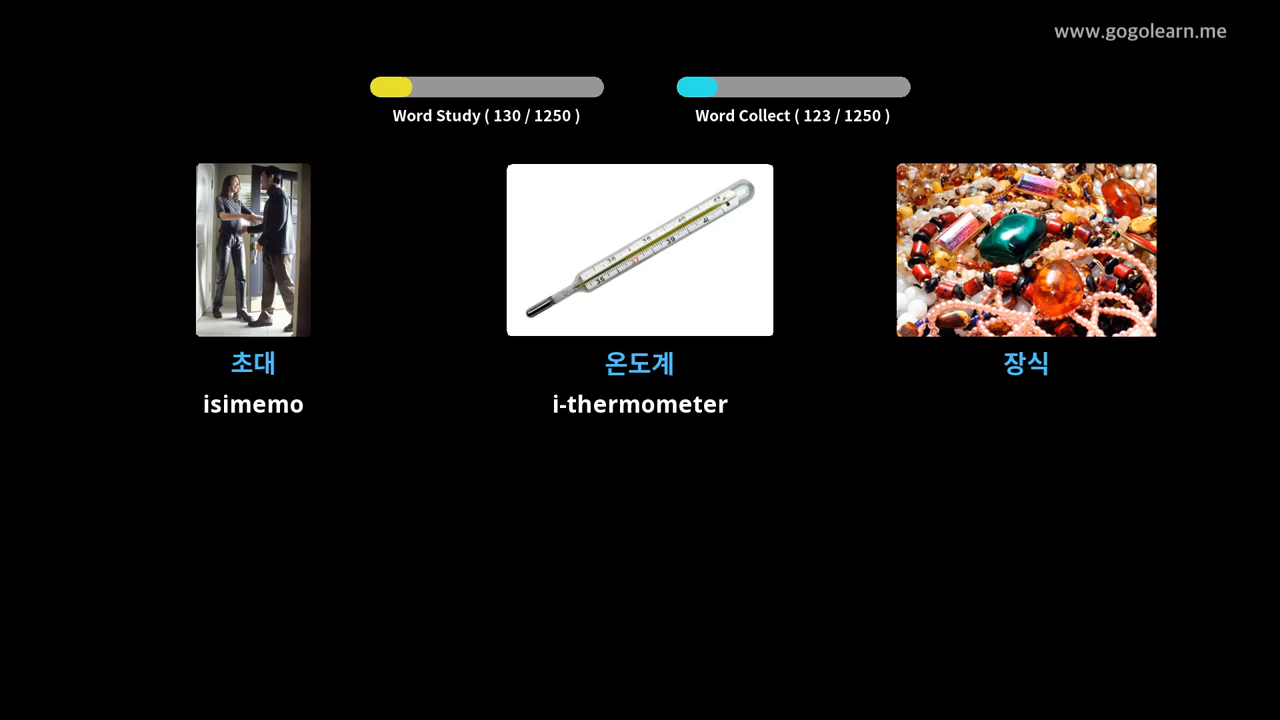 www.gogolearn.me
Word Study ( 130 / 1250 )
Word Collect ( 123 / 1250 )
초대
온도계
장식
isimemo
i-thermometer